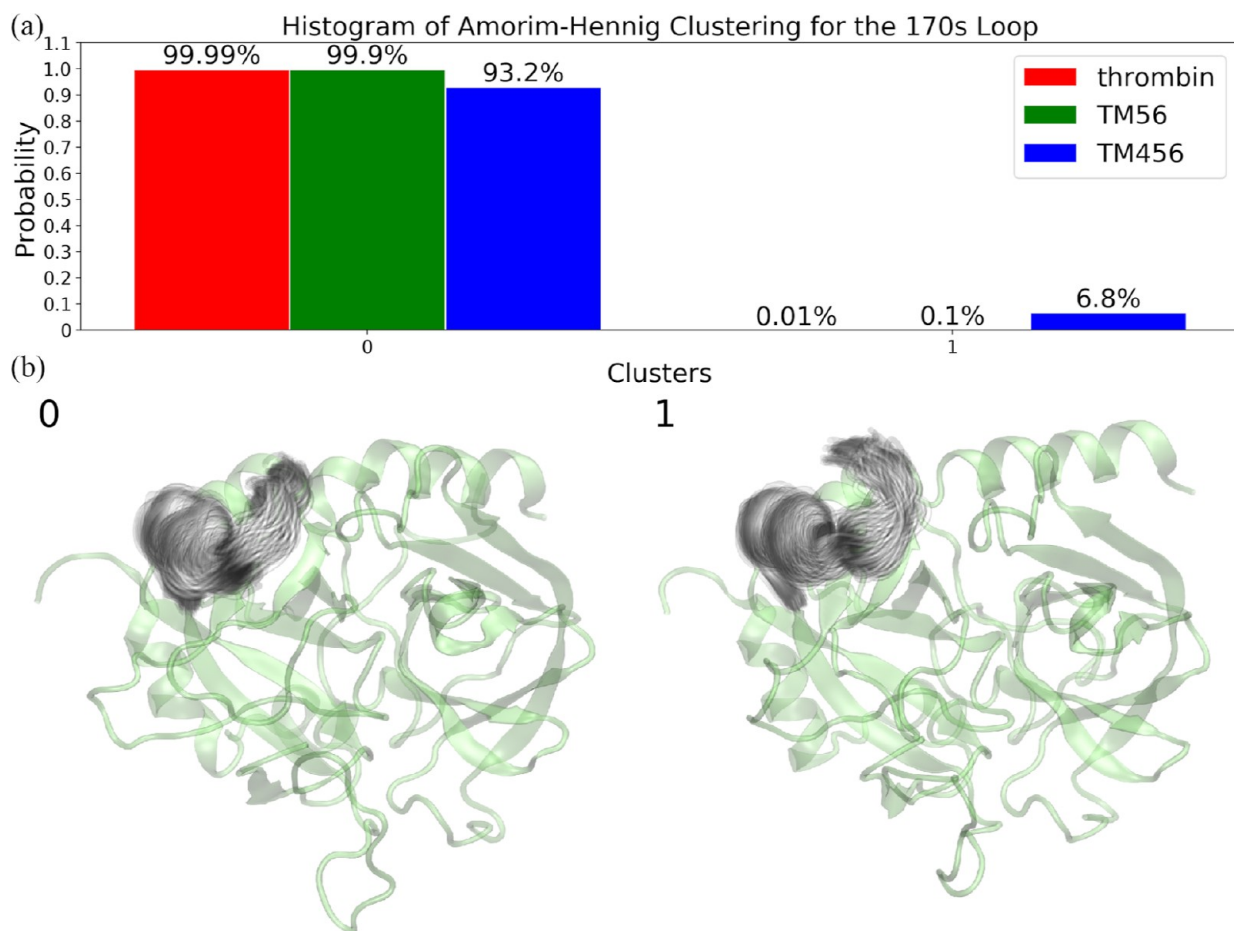 (a)
Histogram of Amorim-Hennig Clustering for the 170s Loop
1.1
1.0
0.9
0.8
0.7
0.6
0.5
0.4
0.3
0.2
0.1
0
Probability
99.99%
99.9%
93.2%
0.01%
0.1%
6.8%
thrombin
TM56
TM456
0
1
Clusters
(b)
0
1